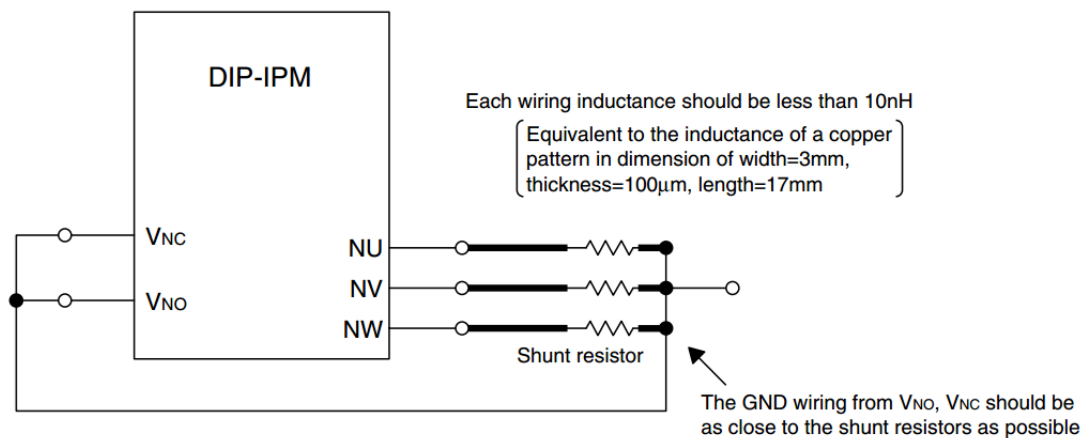 DIP-IPM
Each wiring inductance should be less than 10nH
Equivalent to the inductance of a copper
pattern in dimension of width=3mm,
thickness=100μm, length=17mm
VNC
NU
VNO
NV
NW
Shunt resistor
The GND wiring from VNO, VNC should be
as close to the shunt resistors as possible